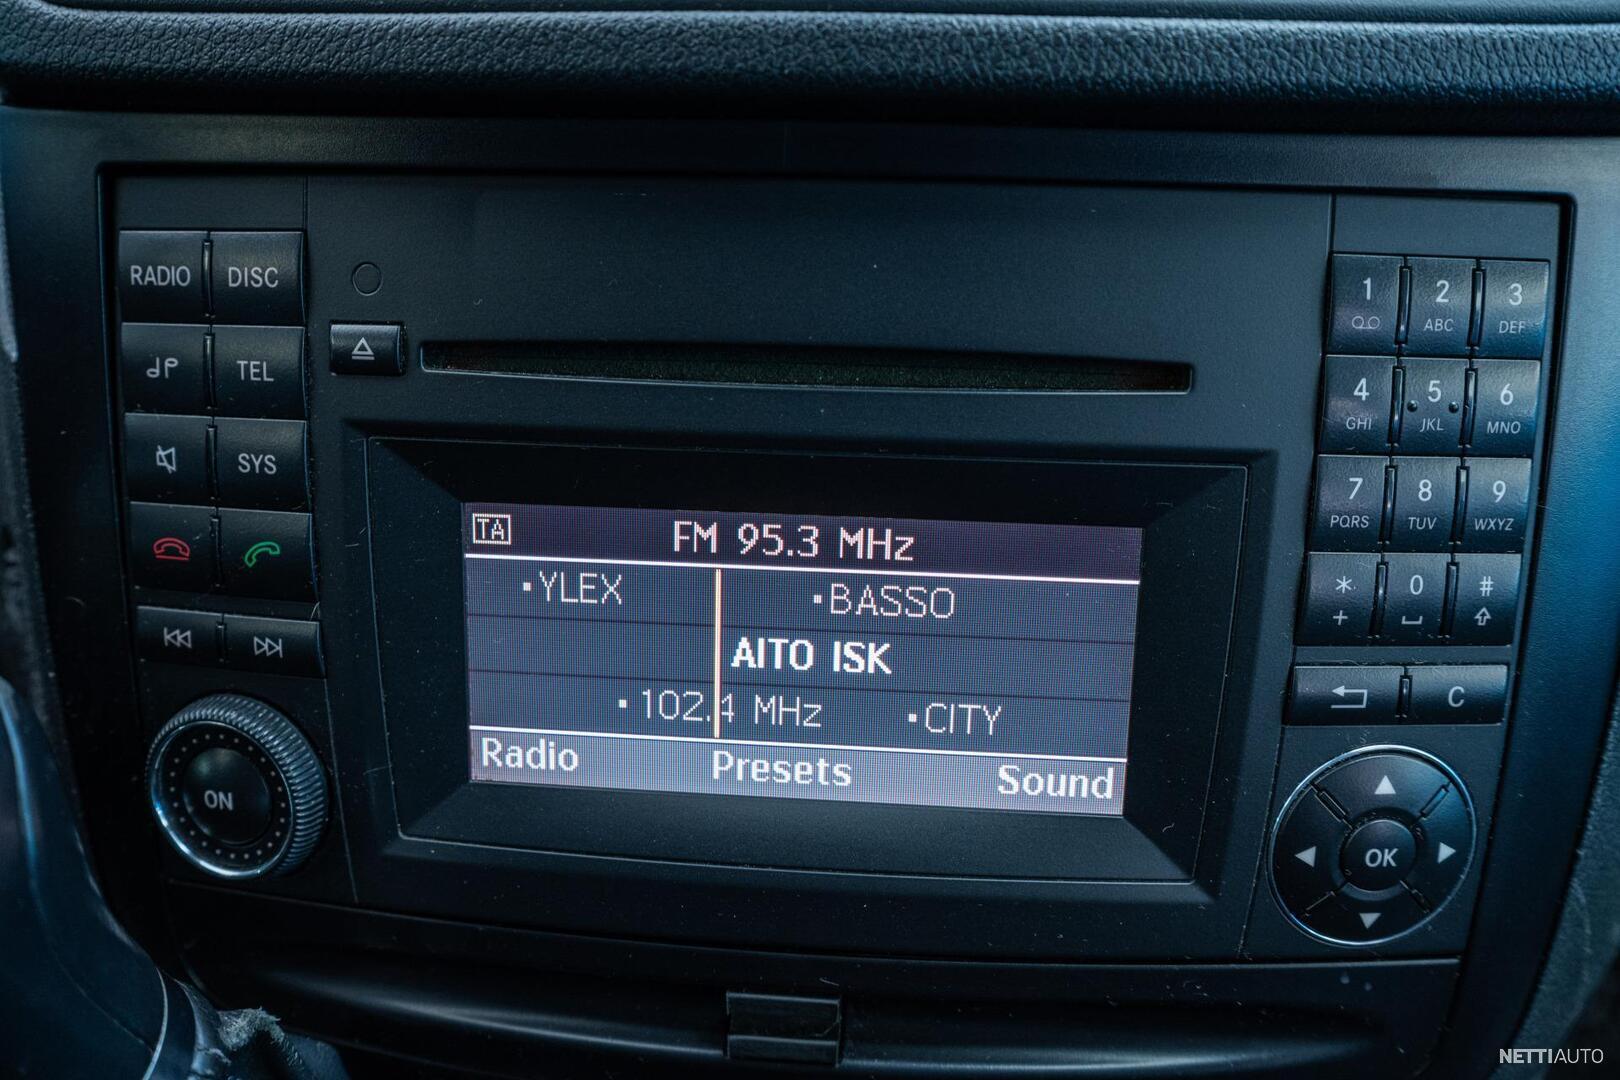 RADIO DISC
TEL
SYS
ON
TA FM 95.3 MHz
YLEX BASSO
AITO ISK
102.4 MHz CITY
Radio Presets Sound
1 2 3
ABC DEF
4 5 6
GHI JKL MNO
7 8 9
PQRS TUV WXYZ
* 0 #
+
C
OK
NETTIAUTO